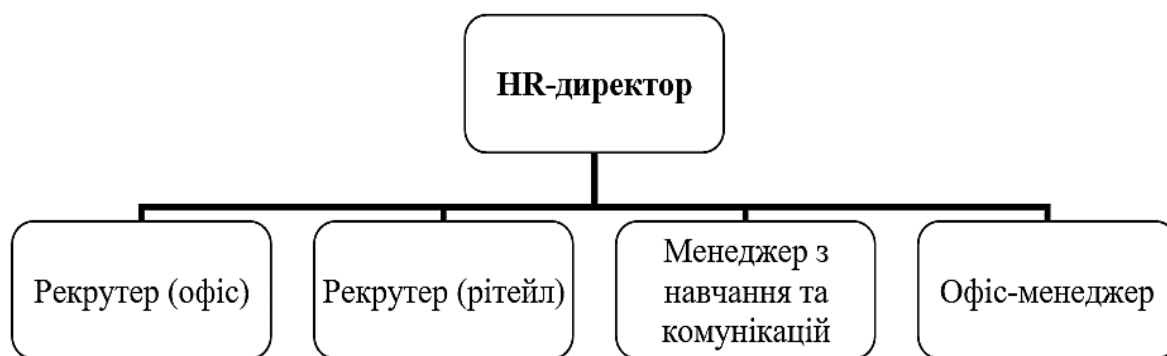 HR-директор
Рекрутер (офіс)
Рекрутер (рітейл)
Менеджер з
навчання та
комунікацій
Офіс-менеджер